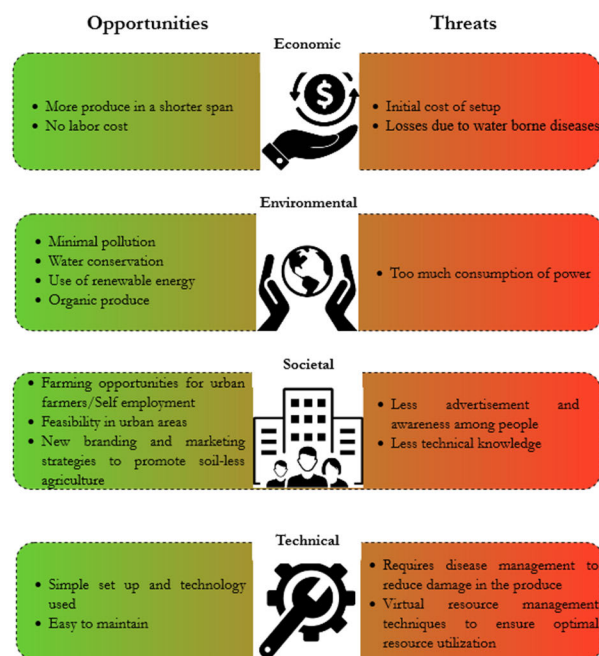 Opportunities
Threats
Economic
• More produce in a shorter span
• No labor cost
• Initial cost of setup
• Losses due to water borne diseases
Environmental
• Minimal pollution
• Water conservation
• Use of renewable energy
• Organic produce
• Too much consumption of power
Societal
• Farming opportunities for urban
farmers/Self employment
• Feasibility in urban areas
• New branding and marketing
strategies to promote soil-less
agriculture
• Less advertisement and
awareness among people
• Less technical knowledge
Technical
• Simple set up and technology
used
• Easy to maintain
• Requires disease management to
reduce damage in the produce
• Virtual resource management
techniques to ensure optimal
resource utilization